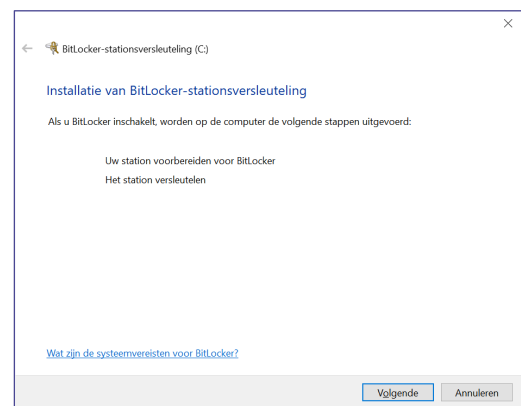 BitLocker-stationsversleuteling (C:)
Installatie van BitLocker-stationsversleuteling
Als u BitLocker inschakelt, worden op de computer de volgende stappen uitgevoerd:
Uw station voorbereiden voor BitLocker
Het station versleutelen
Wat zijn de systeemvereisten voor BitLocker?
Volgende
Annuleren